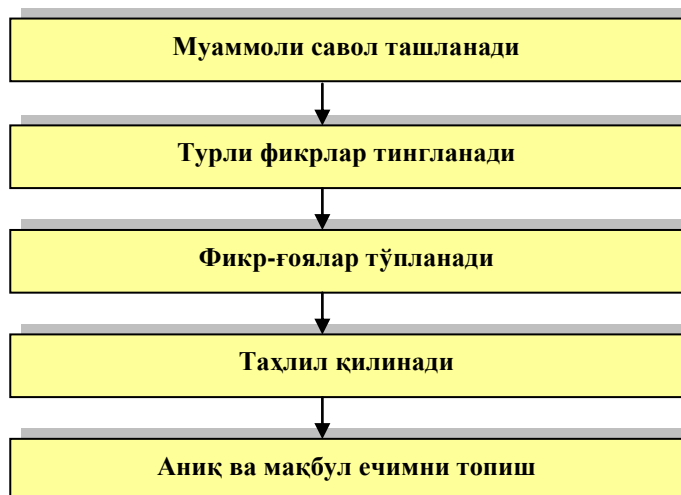 Муаммоли савол ташланади
Турли фикрлар тингланади
Фикр-ғоялар тўпланади
Таҳлил қилинади
Аниқ ва мақбул ечимни топиш